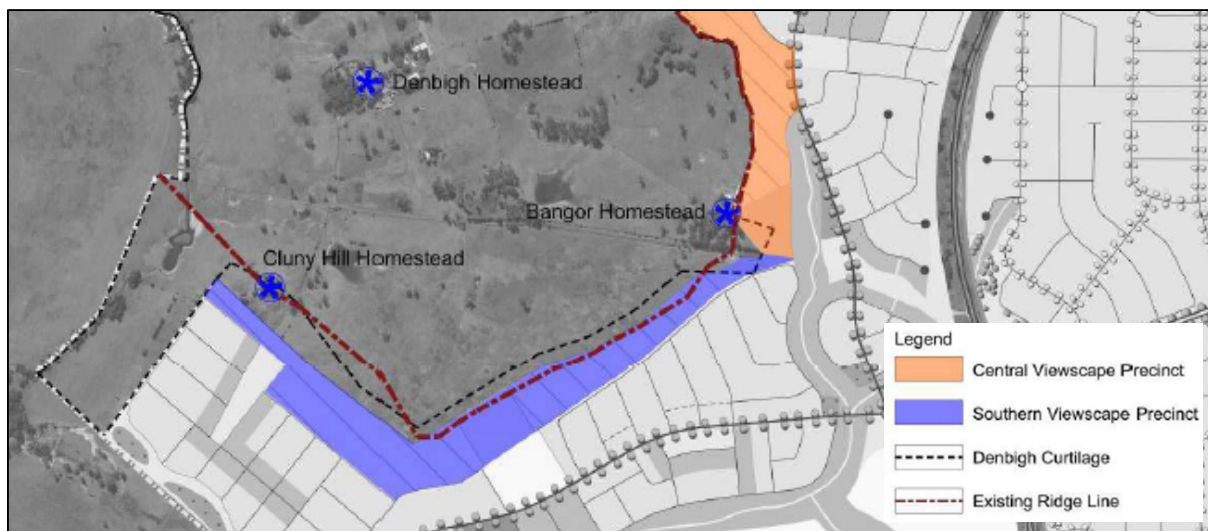 Denbigh Homestead
Bangor Homestead
Cluny Hill Homestead
Legend
Central Viewscape Precinct
Southern Viewscape Precinct
Denbigh Curtilage
Existing Ridge Line